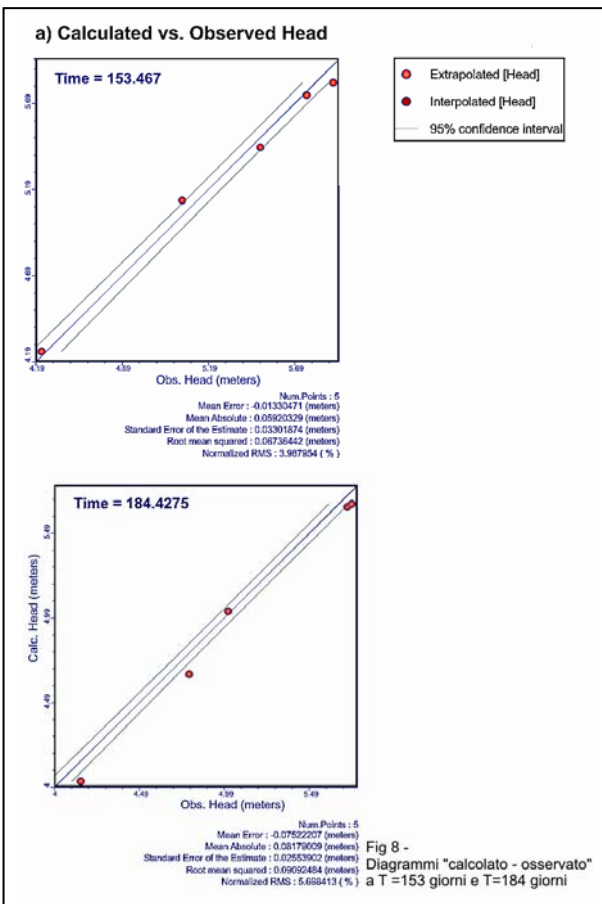 a) Calculated vs. Observed Head
Time = 153.467
Extrapolated [Head]
Interpolated [Head]
95% confidence interval
5.69
5.19
4.69
4.19
4.19 4.69 5.19 5.69
Obs. Head (meters)
Num.Points : 5
Mean Error : -0.01330471 (meters)
Mean Absolute : 0.05920329 (meters)
Standard Error of the Estimate : 0.03301874 (meters)
Root mean squared : 0.06736442 (meters)
Normalized RMS : 3.987954 ( % )
Time = 184.4275
Calc. Head (meters)
5.49
4.99
4.49
4
4 4.49 4.99 5.49
Obs. Head (meters)
Num.Points : 5
Mean Error : -0.07522207 (meters)
Mean Absolute : 0.08179009 (meters)
Standard Error of the Estimate : 0.02553902 (meters)
Root mean squared : 0.09092484 (meters)
Normalized RMS : 5.698413 ( % )
Fig 8 -
Diagrammi "calcolato - osservato"
a T =153 giorni e T=184 giorni